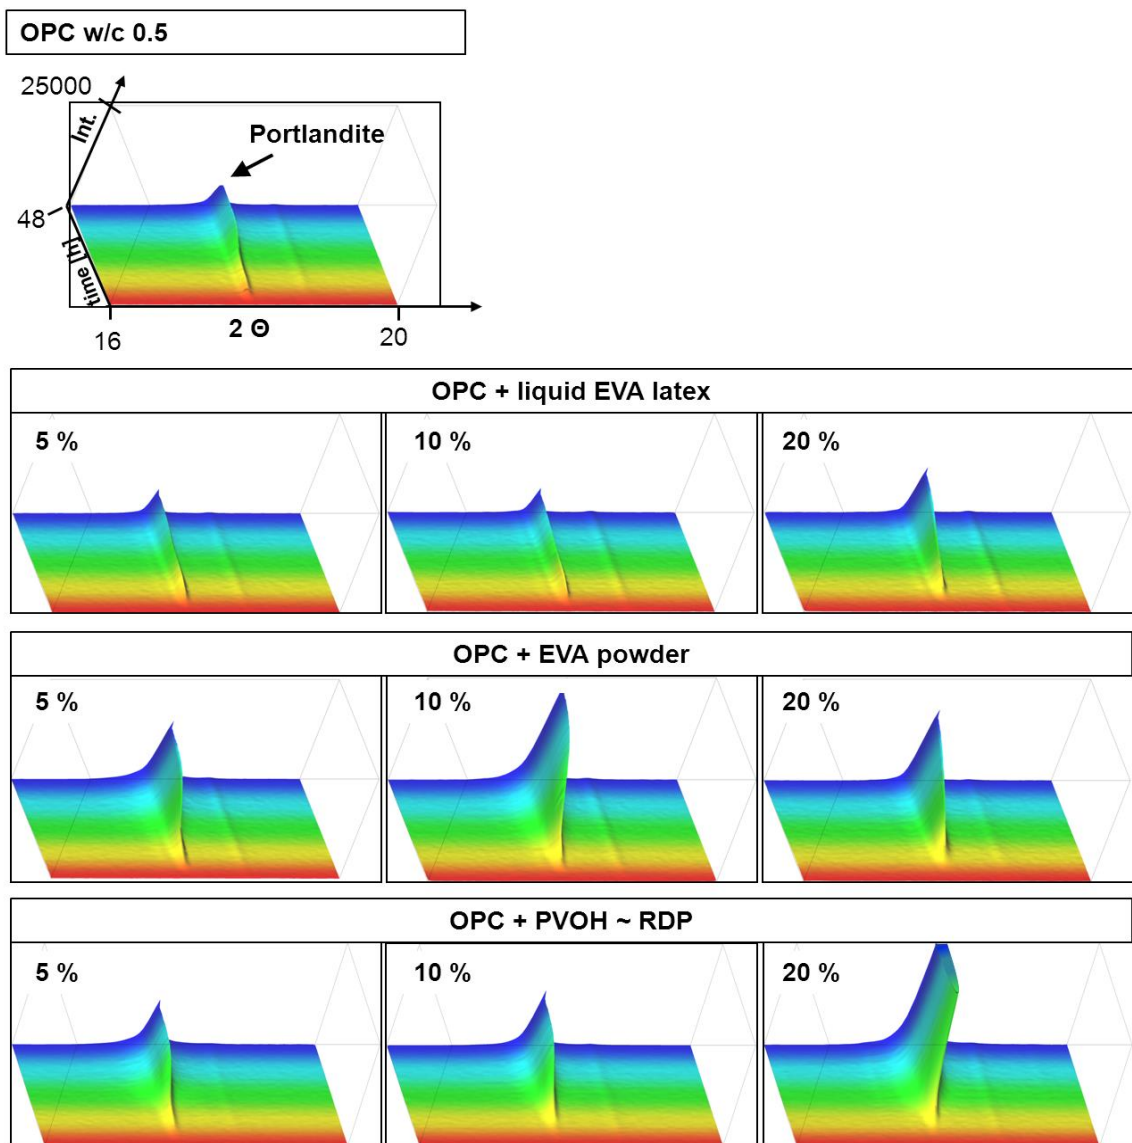 OPC w/c 0.5
25000
Int.
Portlandite
48
time [h]
16
2 Θ
20
OPC + liquid EVA latex
5 %
10 %
20 %
OPC + EVA powder
5 %
10 %
20 %
OPC + PVOH ~ RDP
5 %
10 %
20 %